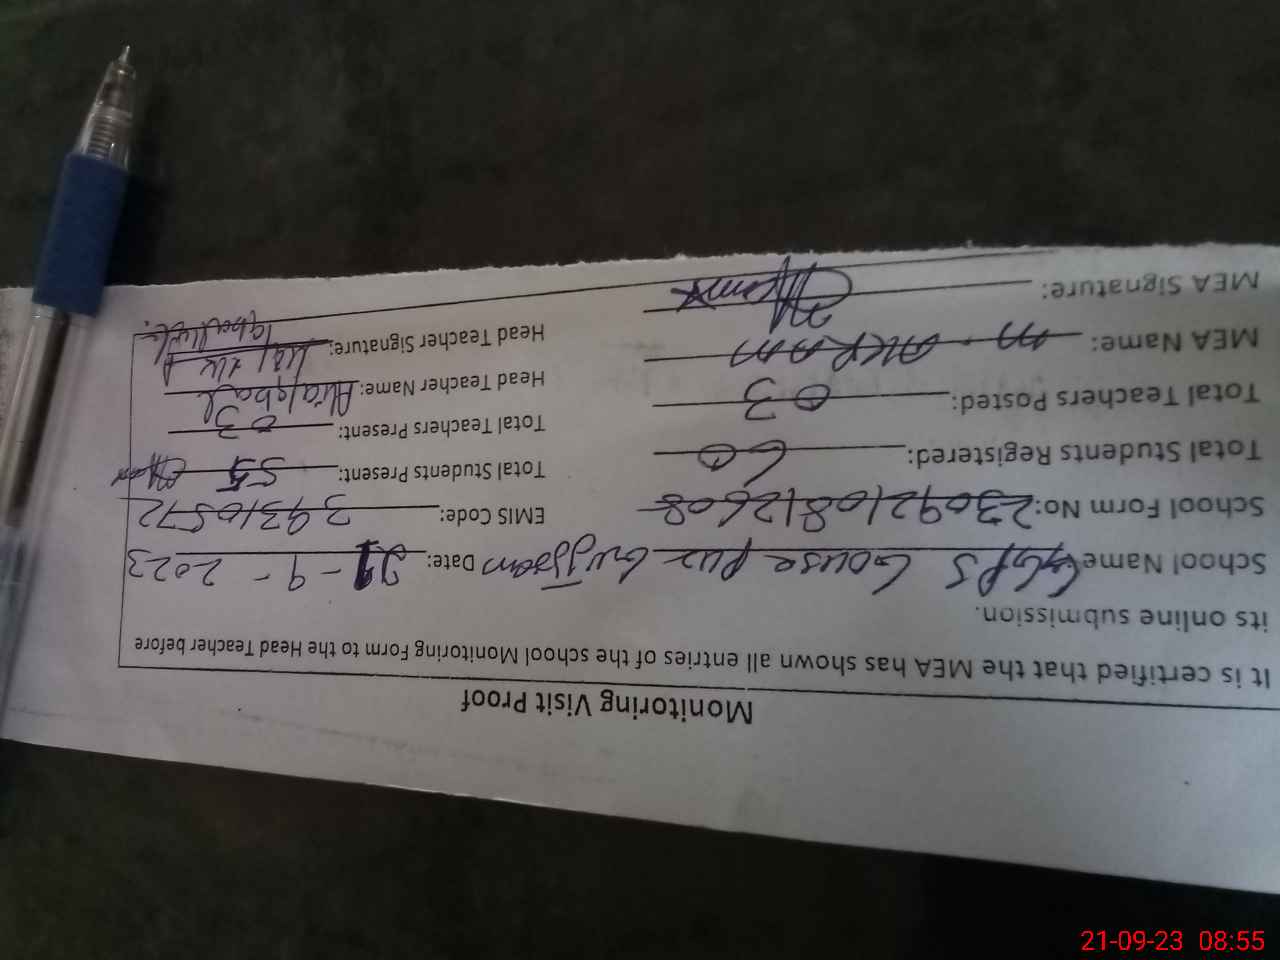 Monitoring Visit Proof
It is certified that the MEA has shown all entries of the school Monitoring Form to the Head Teacher before
its online submission.
School Name GGPS Gouse pur Gujjran Date: 21-9-2023
School Form No: 2309210812608 EMIS Code: 39310572
Total Students Registered: 60 Total Students Present: 55
Total Teachers Posted: 03 Total Teachers Present: 03
MEA Name: M. AKRAM Head Teacher Name: Aliqbal
MEA Signature: Head Teacher Signature:
21-09-23 08:55